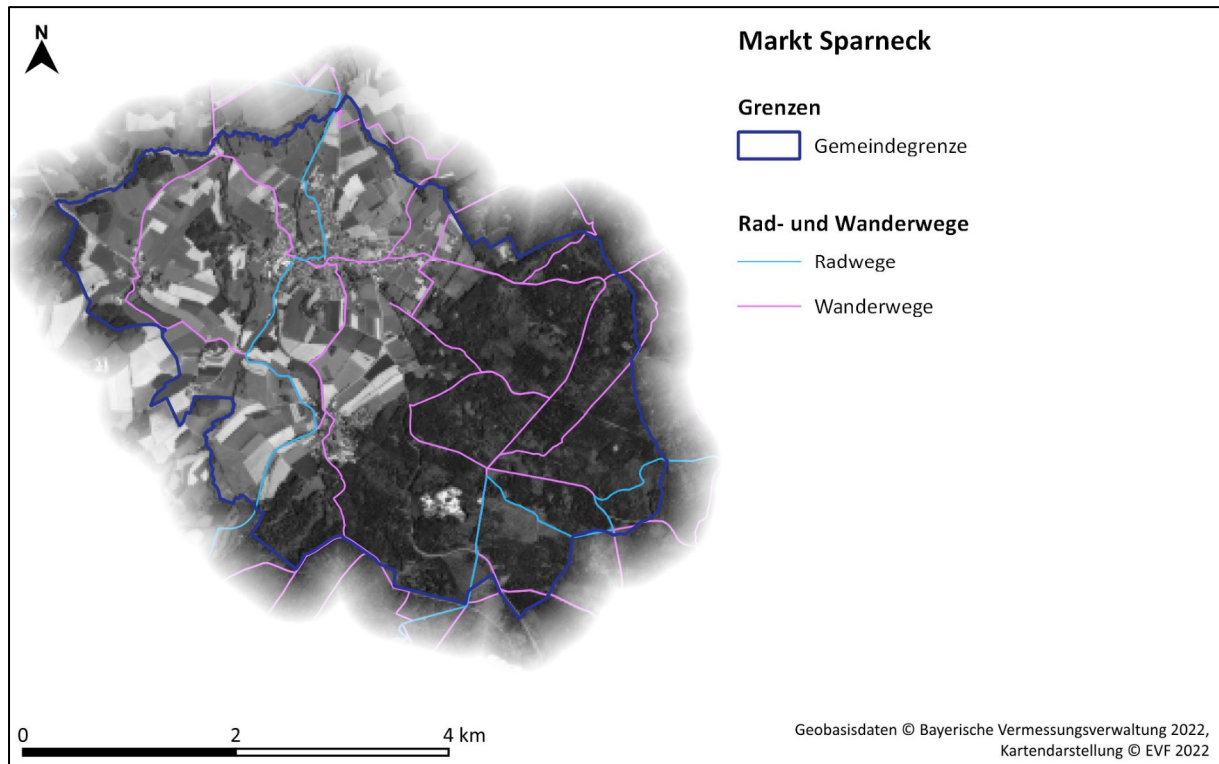 N
Markt Sparneck
Grenzen
Gemeindegrenze
Rad- und Wanderwege
Radwege
Wanderwege
0 2 4 km
Geobasisdaten © Bayerische Vermessungsverwaltung 2022,
Kartendarstellung © EVF 2022